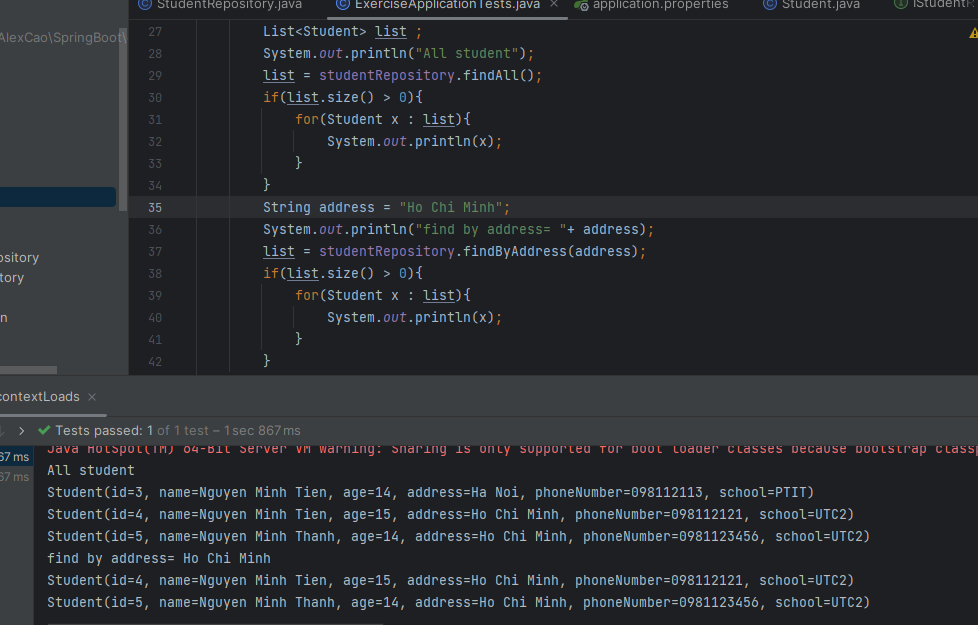 StudentRepository.java ExerciseApplicationTests.java × application.properties Student.java
AlexCao\SpringBoot\
27 List<Student> list ;
28 System.out.println("All student");
29 list = studentRepository.findAll();
30 if(list.size() > 0){
31 for(Student x : list){
32 System.out.println(x);
33 }
34 }
35 String address = "Ho Chi Minh";
36 System.out.println("find by address= "+ address);
37 list = studentRepository.findByAddress(address);
38 if(list.size() > 0){
39 for(Student x : list){
40 System.out.println(x);
41 }
42 }
ository
tory
n
contextLoads ×
Tests passed: 1 of 1 test – 1 sec 867 ms
67 ms
67 ms
Java HotSpot(TM) 64-Bit Server VM warning: Sharing is only supported for boot loader classes because bootstrap classp
All student
Student(id=3, name=Nguyen Minh Tien, age=14, address=Ha Noi, phoneNumber=098112113, school=PTIT)
Student(id=4, name=Nguyen Minh Tien, age=15, address=Ho Chi Minh, phoneNumber=098112121, school=UTC2)
Student(id=5, name=Nguyen Minh Thanh, age=14, address=Ho Chi Minh, phoneNumber=0981123456, school=UTC2)
find by address= Ho Chi Minh
Student(id=4, name=Nguyen Minh Tien, age=15, address=Ho Chi Minh, phoneNumber=098112121, school=UTC2)
Student(id=5, name=Nguyen Minh Thanh, age=14, address=Ho Chi Minh, phoneNumber=0981123456, school=UTC2)